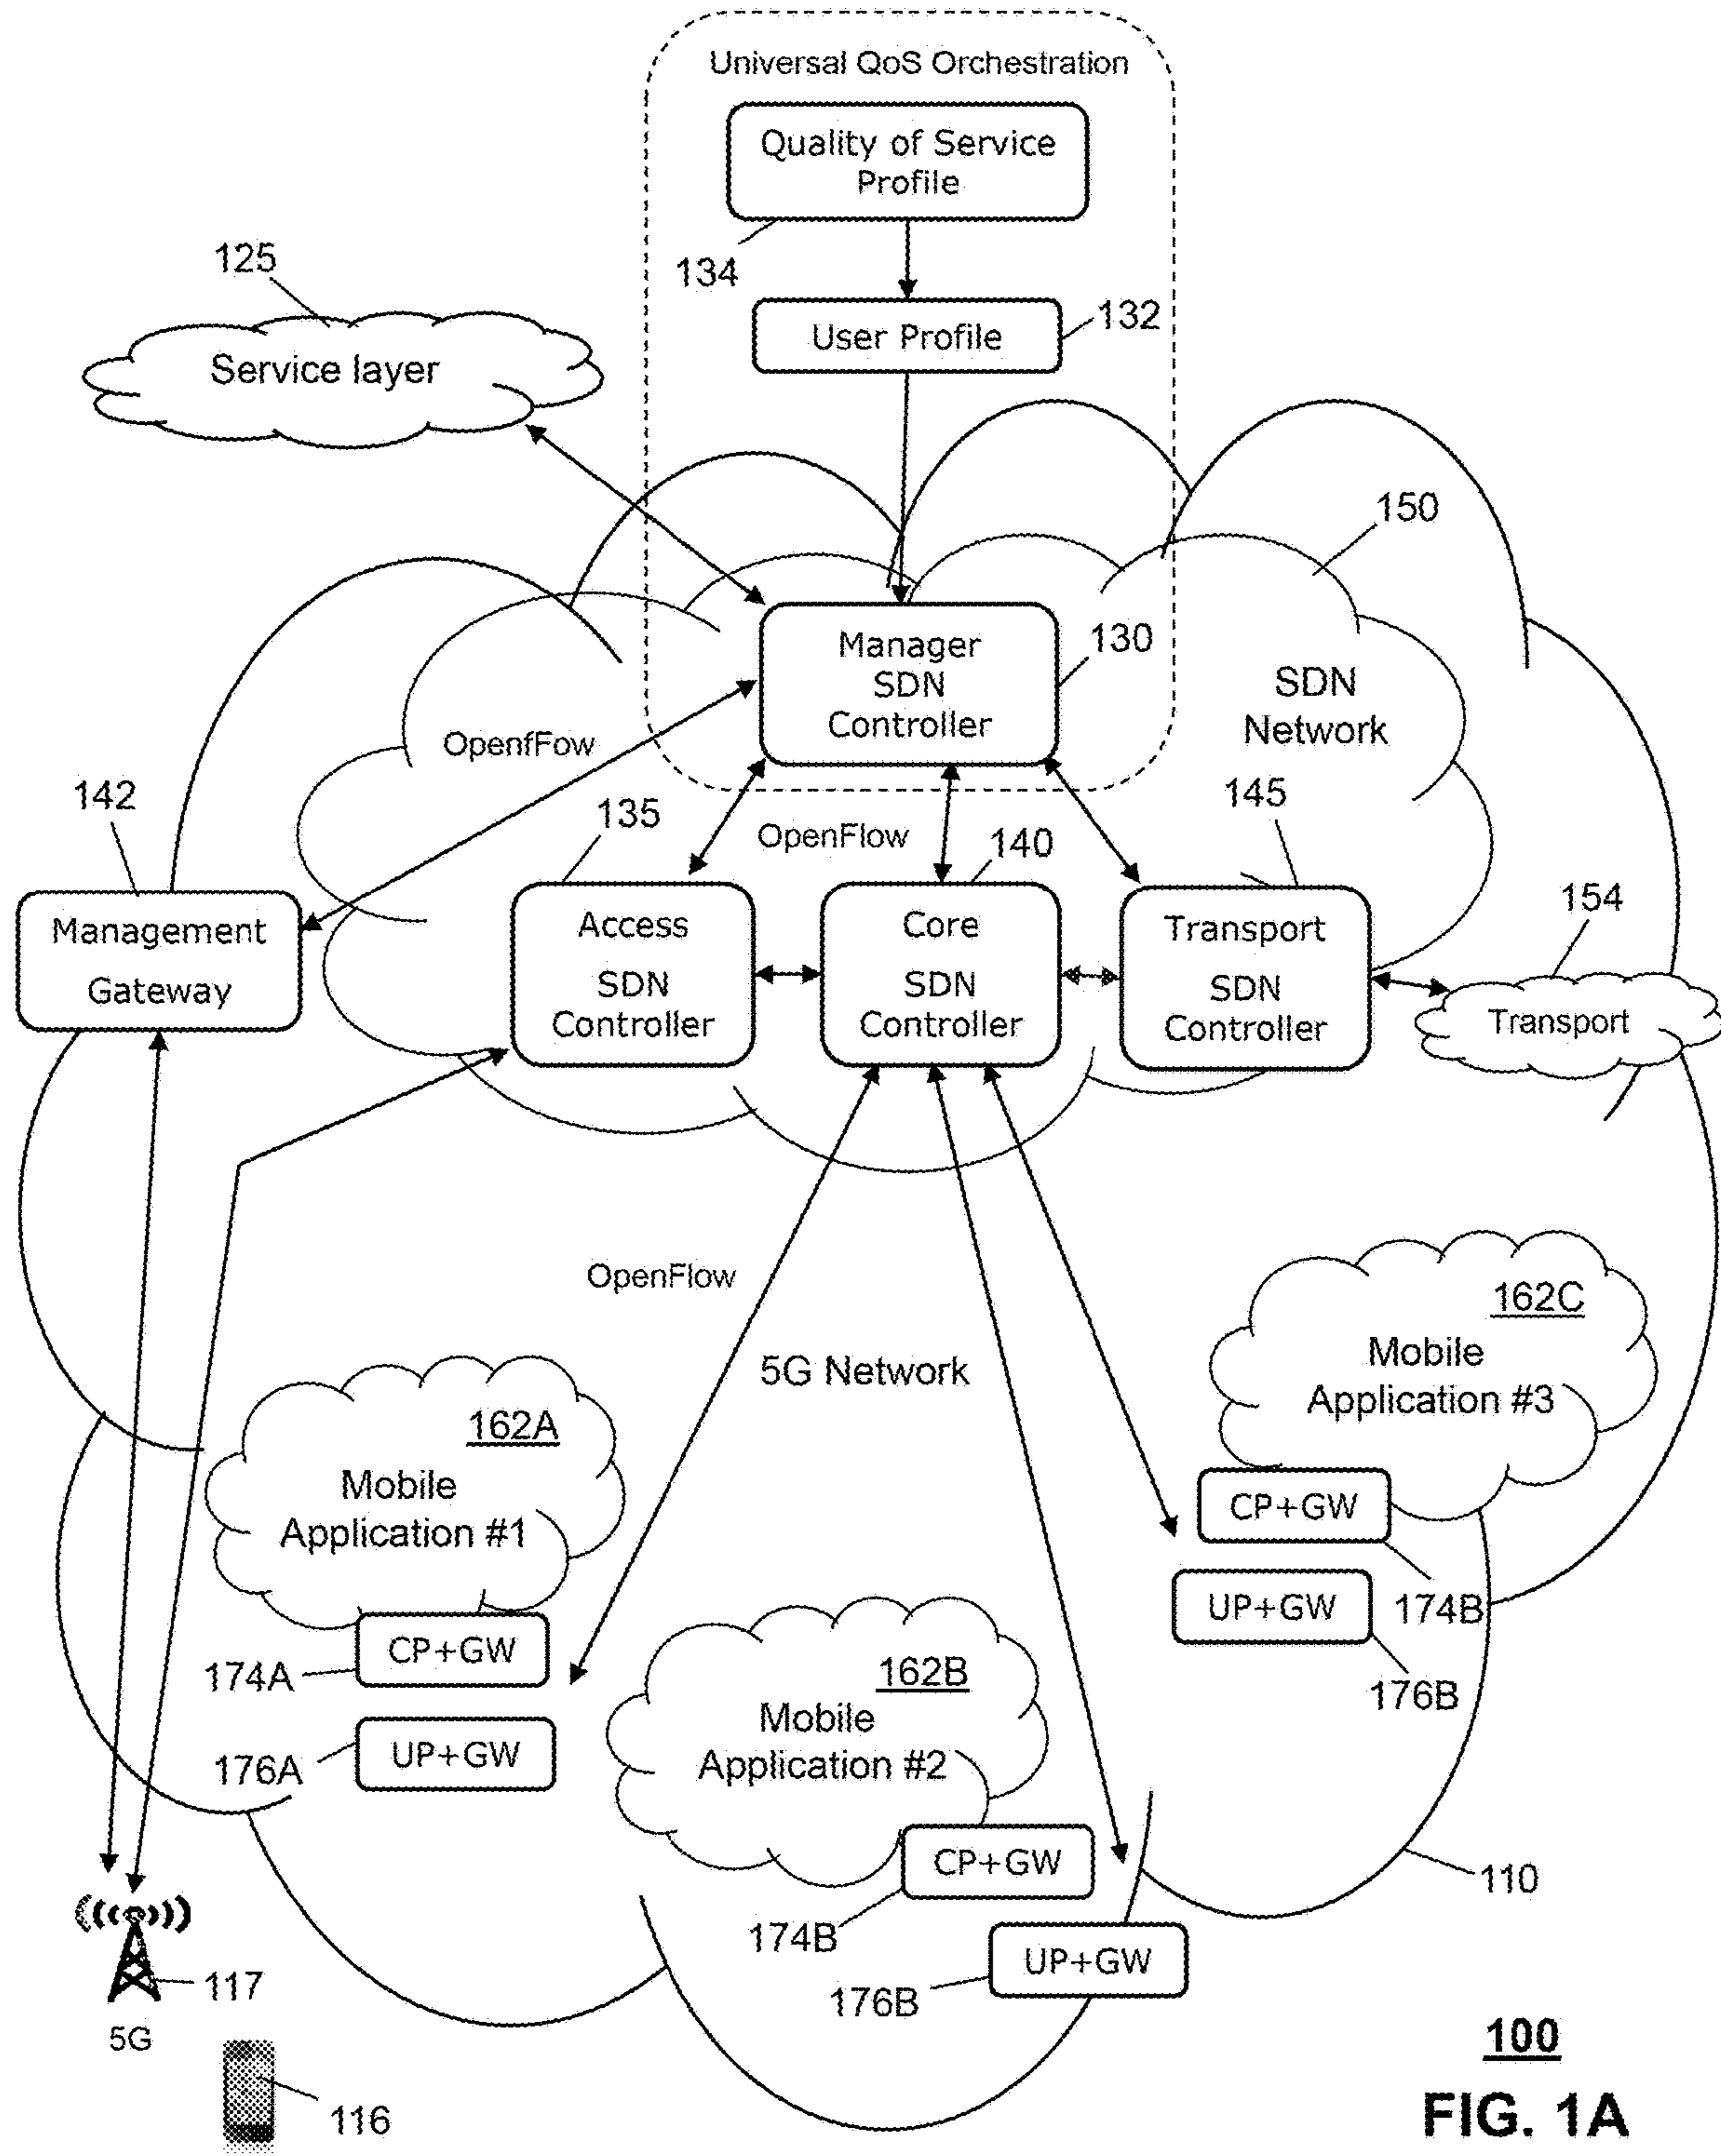 Universal QoS Orchestration
Quality of Service
Profile
134
125
Service layer
User Profile
132
150
Manager
SDN
Controller
130
SDN
Network
OpenfFow
142
135
OpenFlow
140
145
154
Management
Gateway
Access
SDN
Controller
Core
SDN
Controller
Transport
SDN
Controller
Transport
OpenFlow
5G Network
162C
Mobile
Application #3
162A
Mobile
Application #1
CP+GW
174B
UP+GW
176B
CP+GW
174A
UP+GW
176A
162B
Mobile
Application #2
CP+GW
174B
UP+GW
176B
110
117
5G
116
100
FIG. 1A